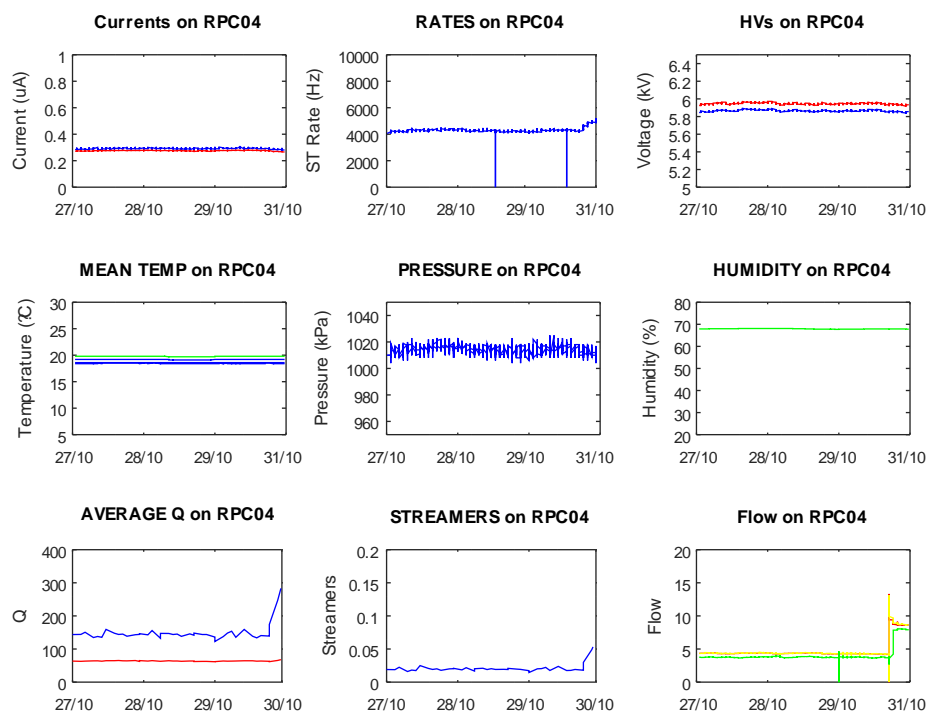 Currents on RPC04
RATES on RPC04
HVs on RPC04
Current (uA)
1
0.8
0.6
0.4
0.2
0
27/10 28/10 29/10 31/10
ST Rate (Hz)
10000
8000
6000
4000
2000
0
27/10 28/10 29/10 31/10
Voltage (kV)
6.4
6.2
6
5.8
5.6
5.4
5.2
5
27/10 28/10 29/10 31/10
MEAN TEMP on RPC04
PRESSURE on RPC04
HUMIDITY on RPC04
Temperature (?C)
30
25
20
15
10
5
27/10 28/10 29/10 31/10
Pressure (kPa)
1040
1020
1000
980
960
27/10 28/10 29/10 31/10
Humidity (%)
80
70
60
50
40
30
20
27/10 28/10 29/10 31/10
AVERAGE Q on RPC04
STREAMERS on RPC04
Flow on RPC04
Q
400
300
200
100
0
27/10 28/10 29/10 30/10
Streamers
0.2
0.15
0.1
0.05
0
27/10 28/10 29/10 30/10
Flow
20
15
10
5
0
27/10 28/10 29/10 31/10